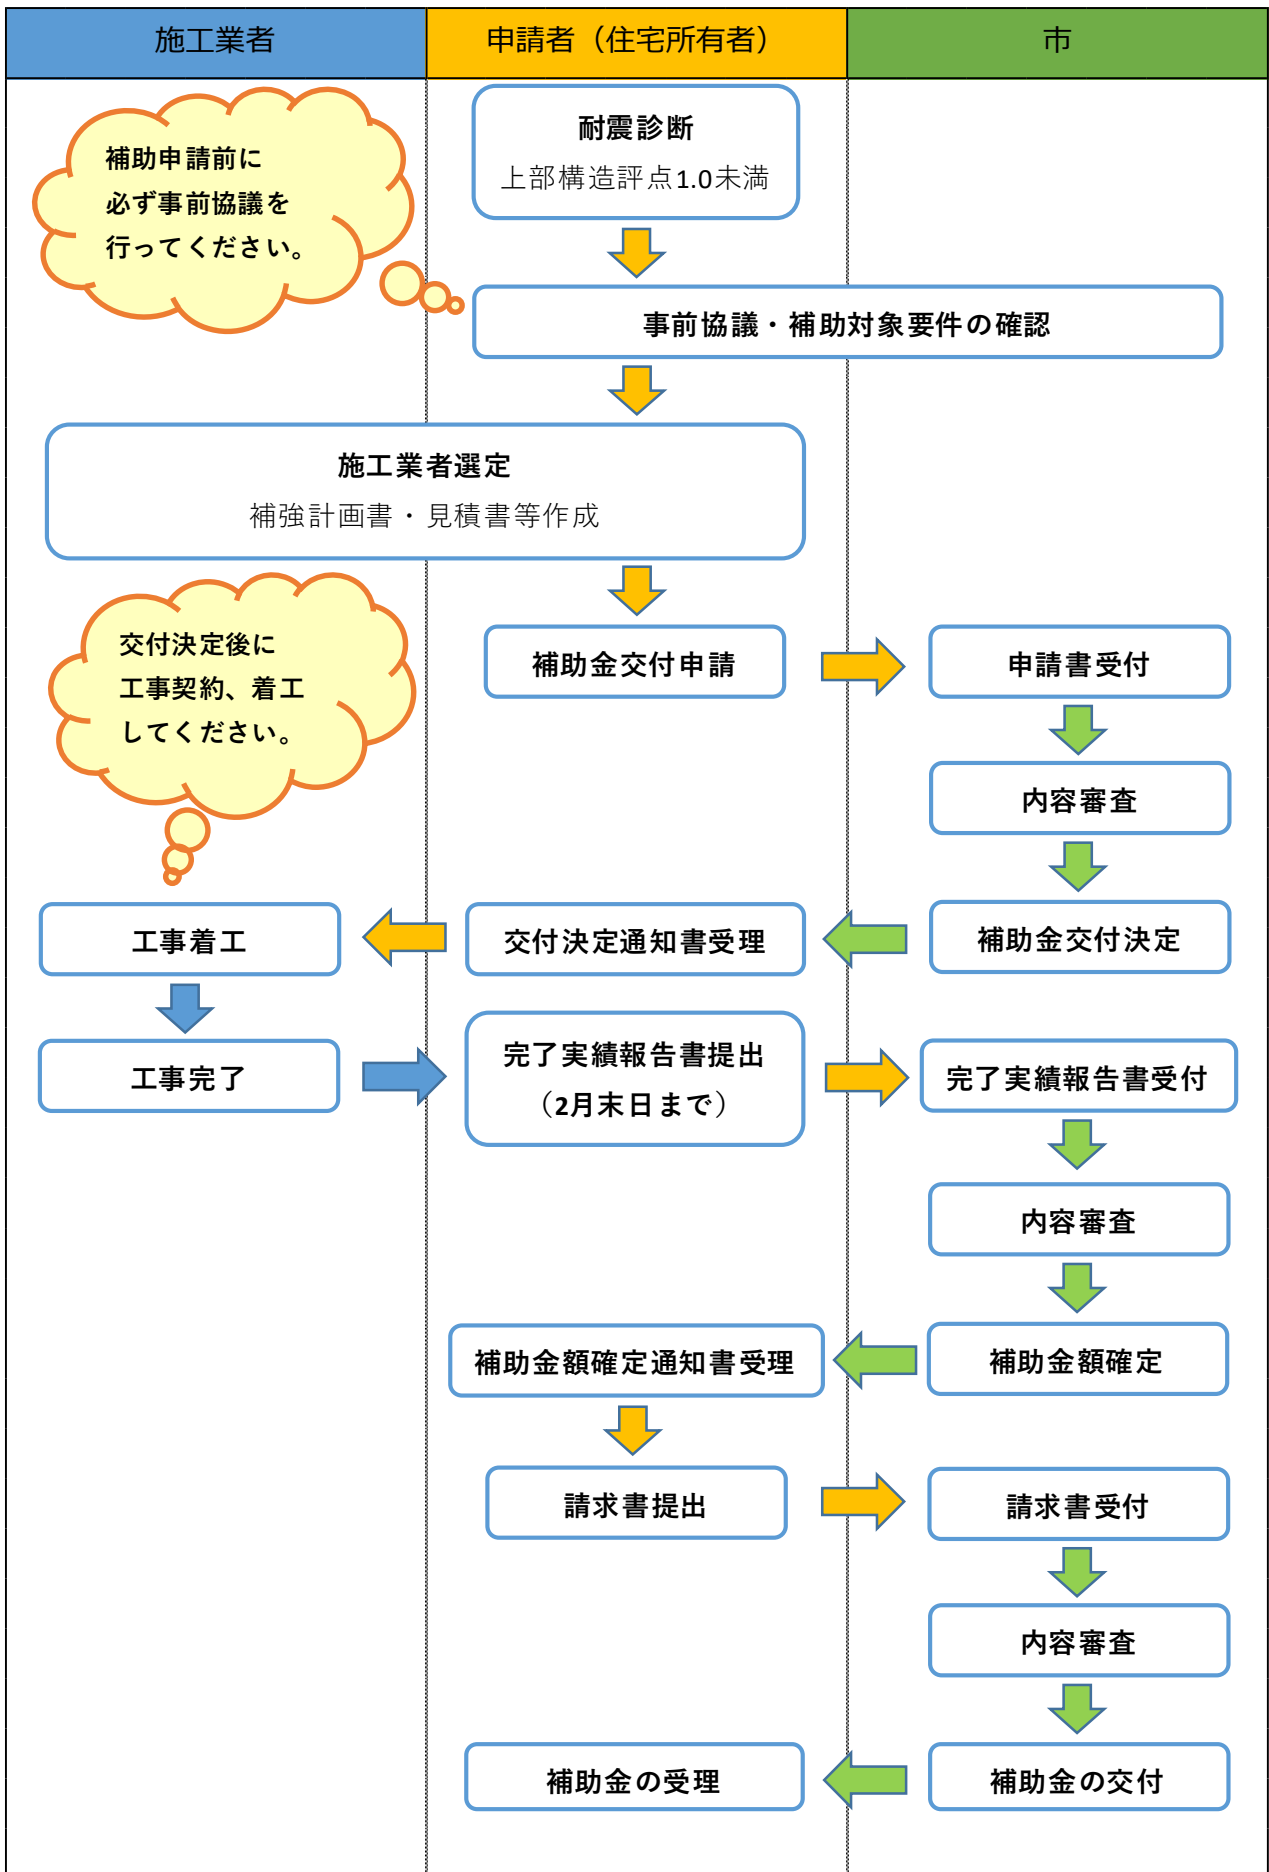 施工業者
申請者（住宅所有者）
市
耐震診断
上部構造評点1.0未満
補助申請前に
必ず事前協議を
行ってください。
事前協議・補助対象要件の確認
施工業者選定
補強計画書・見積書等作成
交付決定後に
工事契約、着工
してください。
補助金交付申請
申請書受付
内容審査
工事着工
交付決定通知書受理
補助金交付決定
工事完了
完了実績報告書提出
（2月末日まで）
完了実績報告書受付
内容審査
補助金額確定通知書受理
補助金額確定
請求書提出
請求書受付
内容審査
補助金の受理
補助金の交付